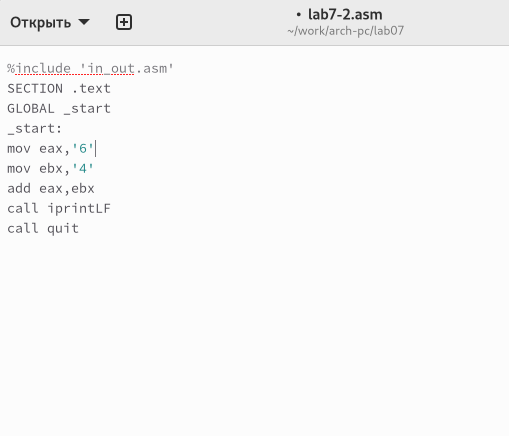 Открыть
• lab7-2.asm
~/work/arch-pc/lab07
%include 'in_out.asm'
SECTION .text
GLOBAL _start
_start:
mov eax,'6'
mov ebx,'4'
add eax,ebx
call iprintLF
call quit